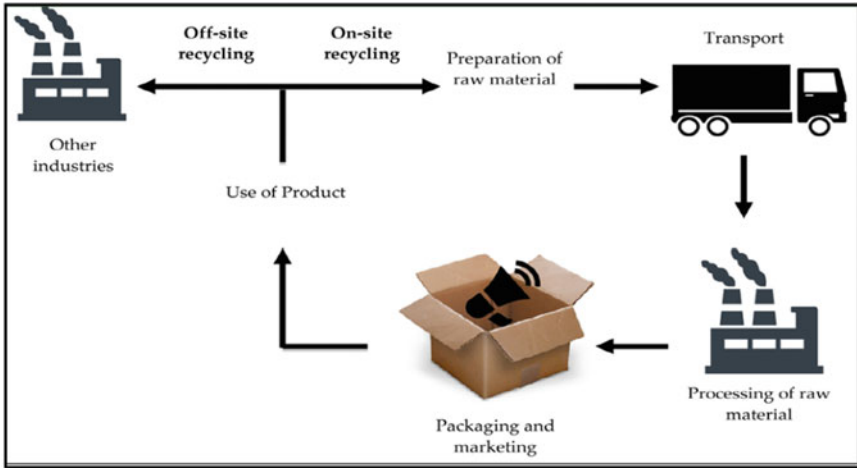 Off-site
recycling
On-site
recycling
Preparation of
raw material
Transport
Other
industries
Use of Product
Processing of raw
material
Packaging and
marketing